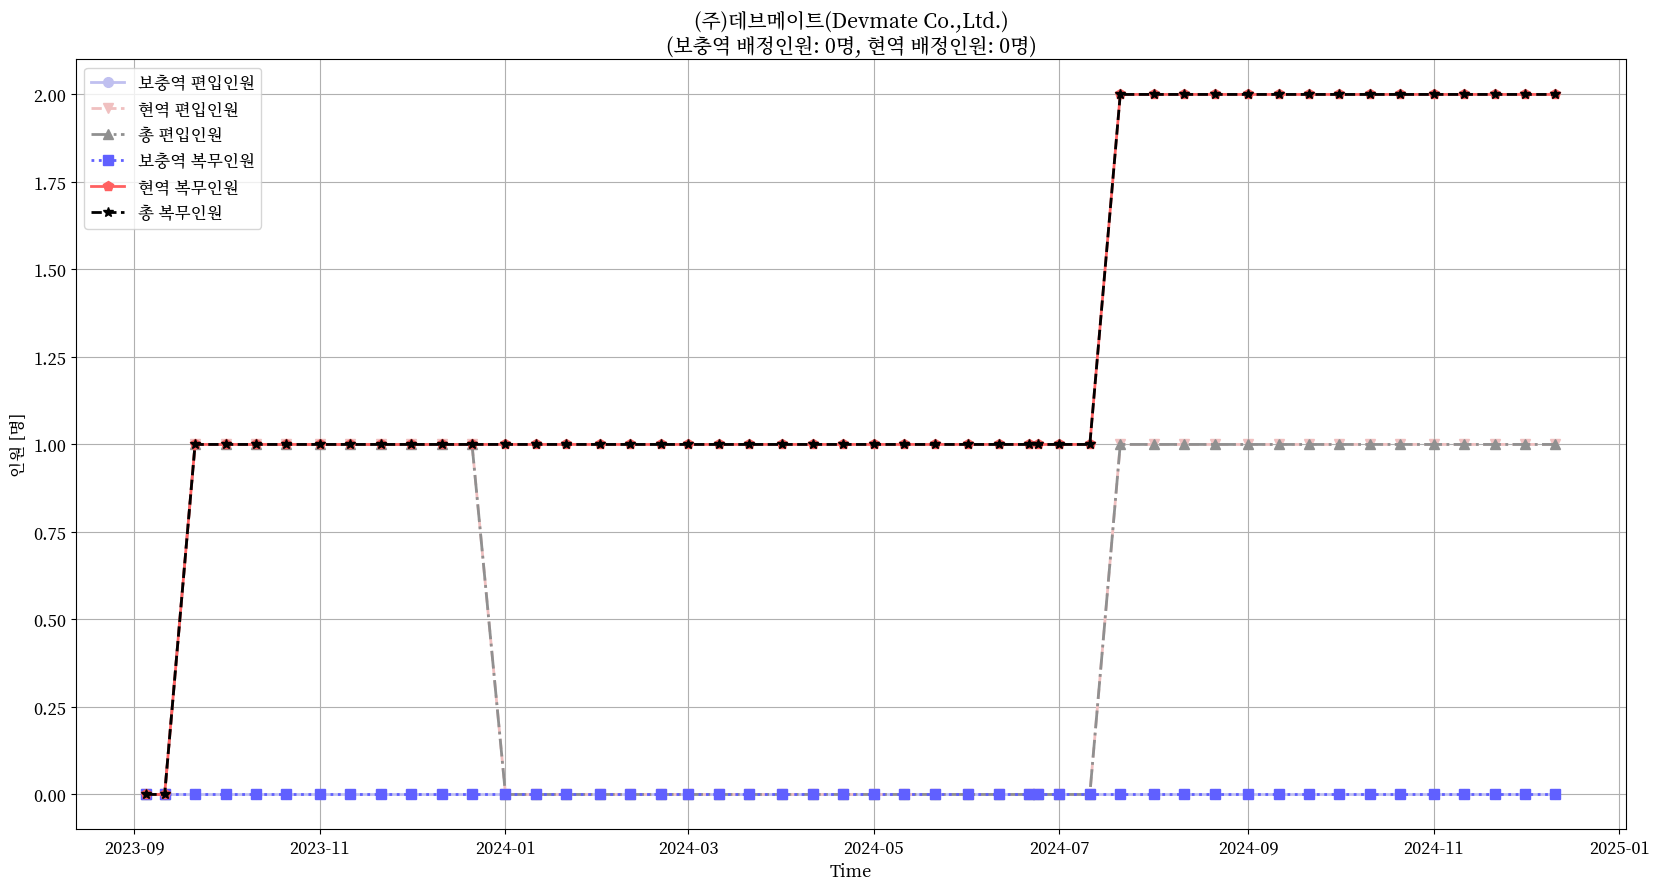 (주)데브메이트(Devmate Co.,Ltd.)
(보충역 배정인원: 0명, 현역 배정인원: 0명)
보충역 편입인원
현역 편입인원
총 편입인원
보충역 복무인원
현역 복무인원
총 복무인원
2.00
1.75
1.50
1.25
1.00
0.75
0.50
0.25
0.00
인원 [명]
2023-09
2023-11
2024-01
2024-03
2024-05
2024-07
2024-09
2024-11
2025-01
Time